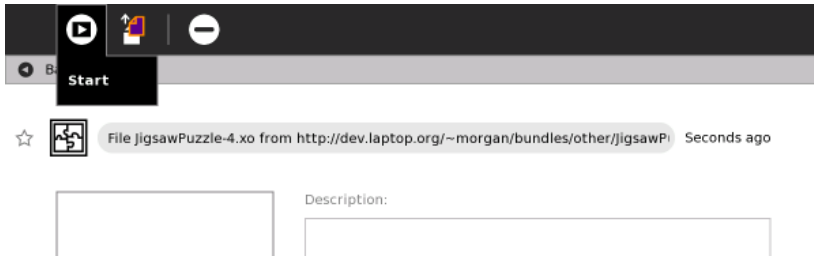 Start
File JigsawPuzzle-4.xo from http://dev.laptop.org/~morgan/bundles/other/JigsawP
Seconds ago
Description: